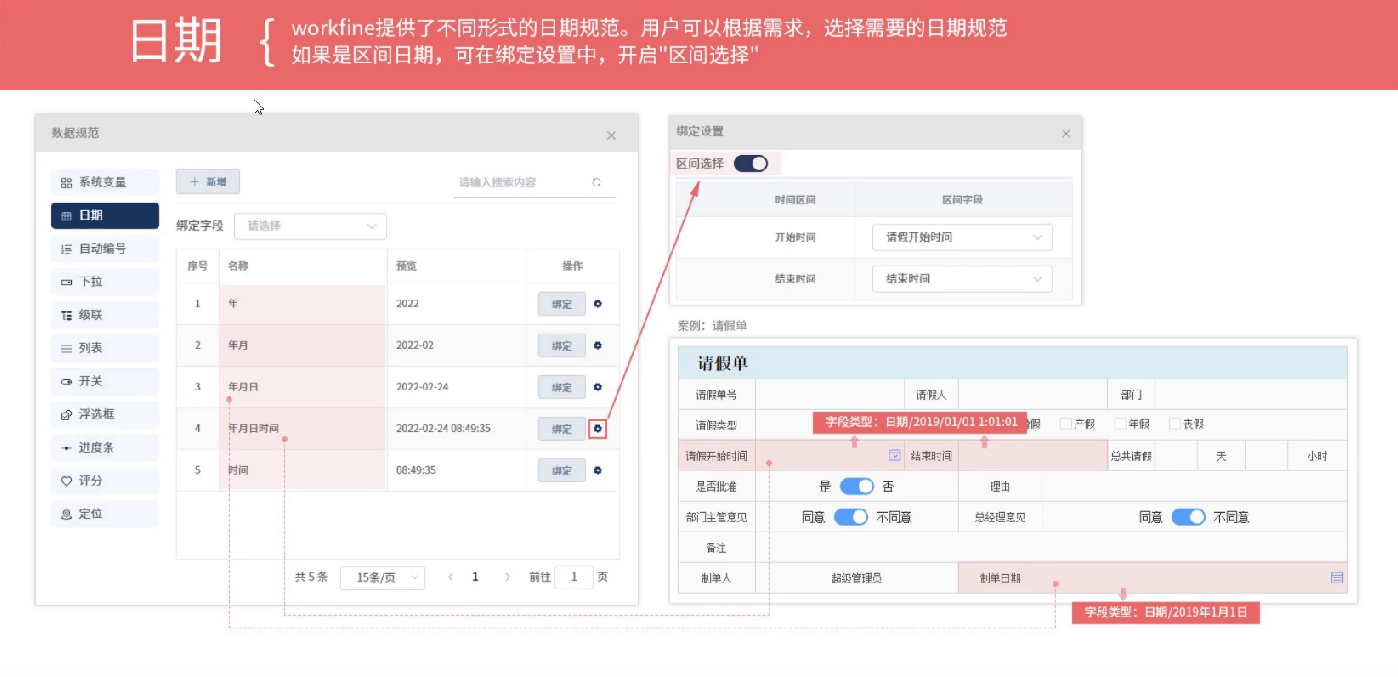 日期
workfine提供了不同形式的日期规范。用户可以根据需求，选择需要的日期规范
如果是区间日期，可在绑定设置中，开启"区间选择"
数据规范
系统变量
日期
自动编号
下拉
级联
列表
开关
浮选框
进度条
评分
定位
+ 新增
请输入搜索内容
绑定字段 请选择
序号 名称 预览 操作
1 年 2022 绑定
2 年月 2022-02 绑定
3 年月日 2022-02-24 绑定
4 年月日时间 2022-02-24 08:49:35 绑定
5 时间 08:49:35 绑定
共 5 条 15条/页 1 前往 1 页
绑定设置
区间选择
时间区间 区间字段
开始时间 请假开始时间
结束时间 结束时间
案例：请假单
请假单
请假单号 请假人 部门
请假类型 假 产假 年假 丧假
字段类型：日期/2019/01/01 1:01:01
请假开始时间 结束时间 总共请假 天 小时
是否批准 是 否 理由
部门主管意见 同意 不同意 总经理意见 同意 不同意
备注
制单人 超级管理员 制单日期
字段类型：日期/2019年1月1日